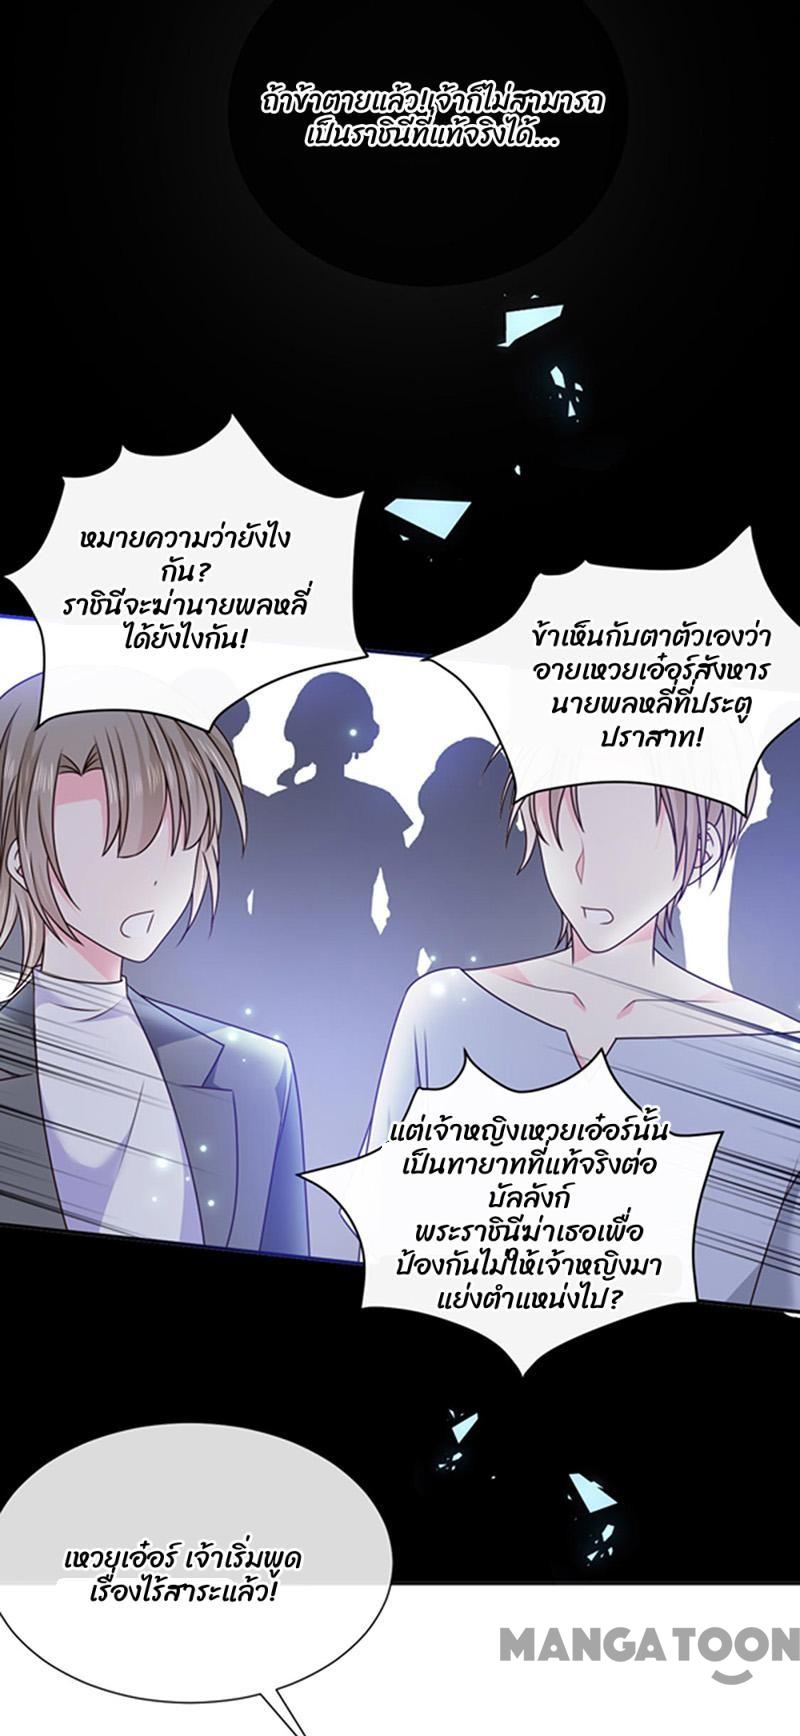 ถ้าข้าตายแล้ว!เจ้าก็ไม่สามารถ
เป็นราชินีที่แท้จริงได้...
หมายความว่ายังไง
กัน?
ราชินีจะฆ่านายพลหลี่
ได้ยังไงกัน!
ข้าเห็นกับตาตัวเองว่า
อายเหวยเอ๋อร์สังหาร
นายพลหลี่ที่ประตู
ปราสาท!
แต่เจ้าหญิงเหวยเอ๋อร์นั้น
เป็นทายาทที่แท้จริงต่อ
บัลลังก์
พระราชินีฆ่าเธอเพื่อ
ป้องกันไม่ให้เจ้าหญิงมา
แย่งตำแหน่งไป?
เหวยเอ๋อร์ เจ้าเริ่มพูด
เรื่องไร้สาระแล้ว!
MANGATOON